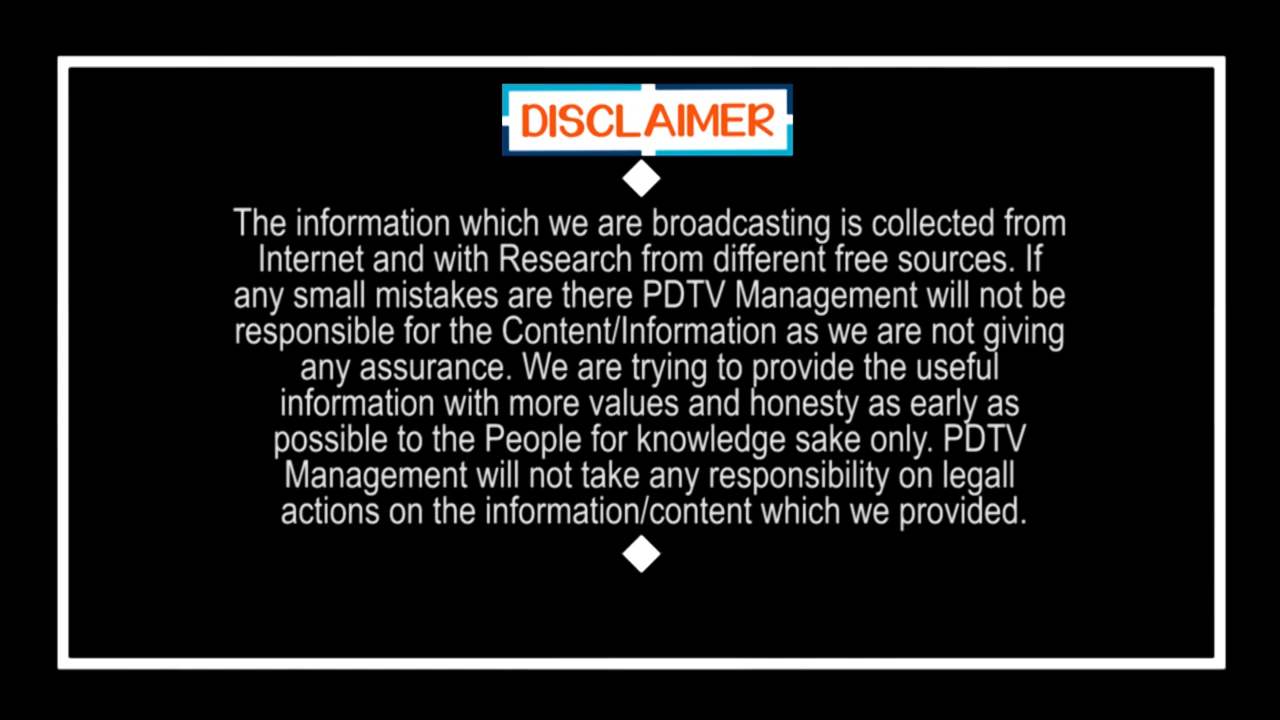 DISCLAIMER
The information which we are broadcasting is collected from
Internet and with Research from different free sources. If
any small mistakes are there PDTV Management will not be
responsible for the Content/Information as we are not giving
any assurance. We are trying to provide the useful
information with more values and honesty as early as
possible to the People for knowledge sake only. PDTV
Management will not take any responsibility on legall
actions on the information/content which we provided.